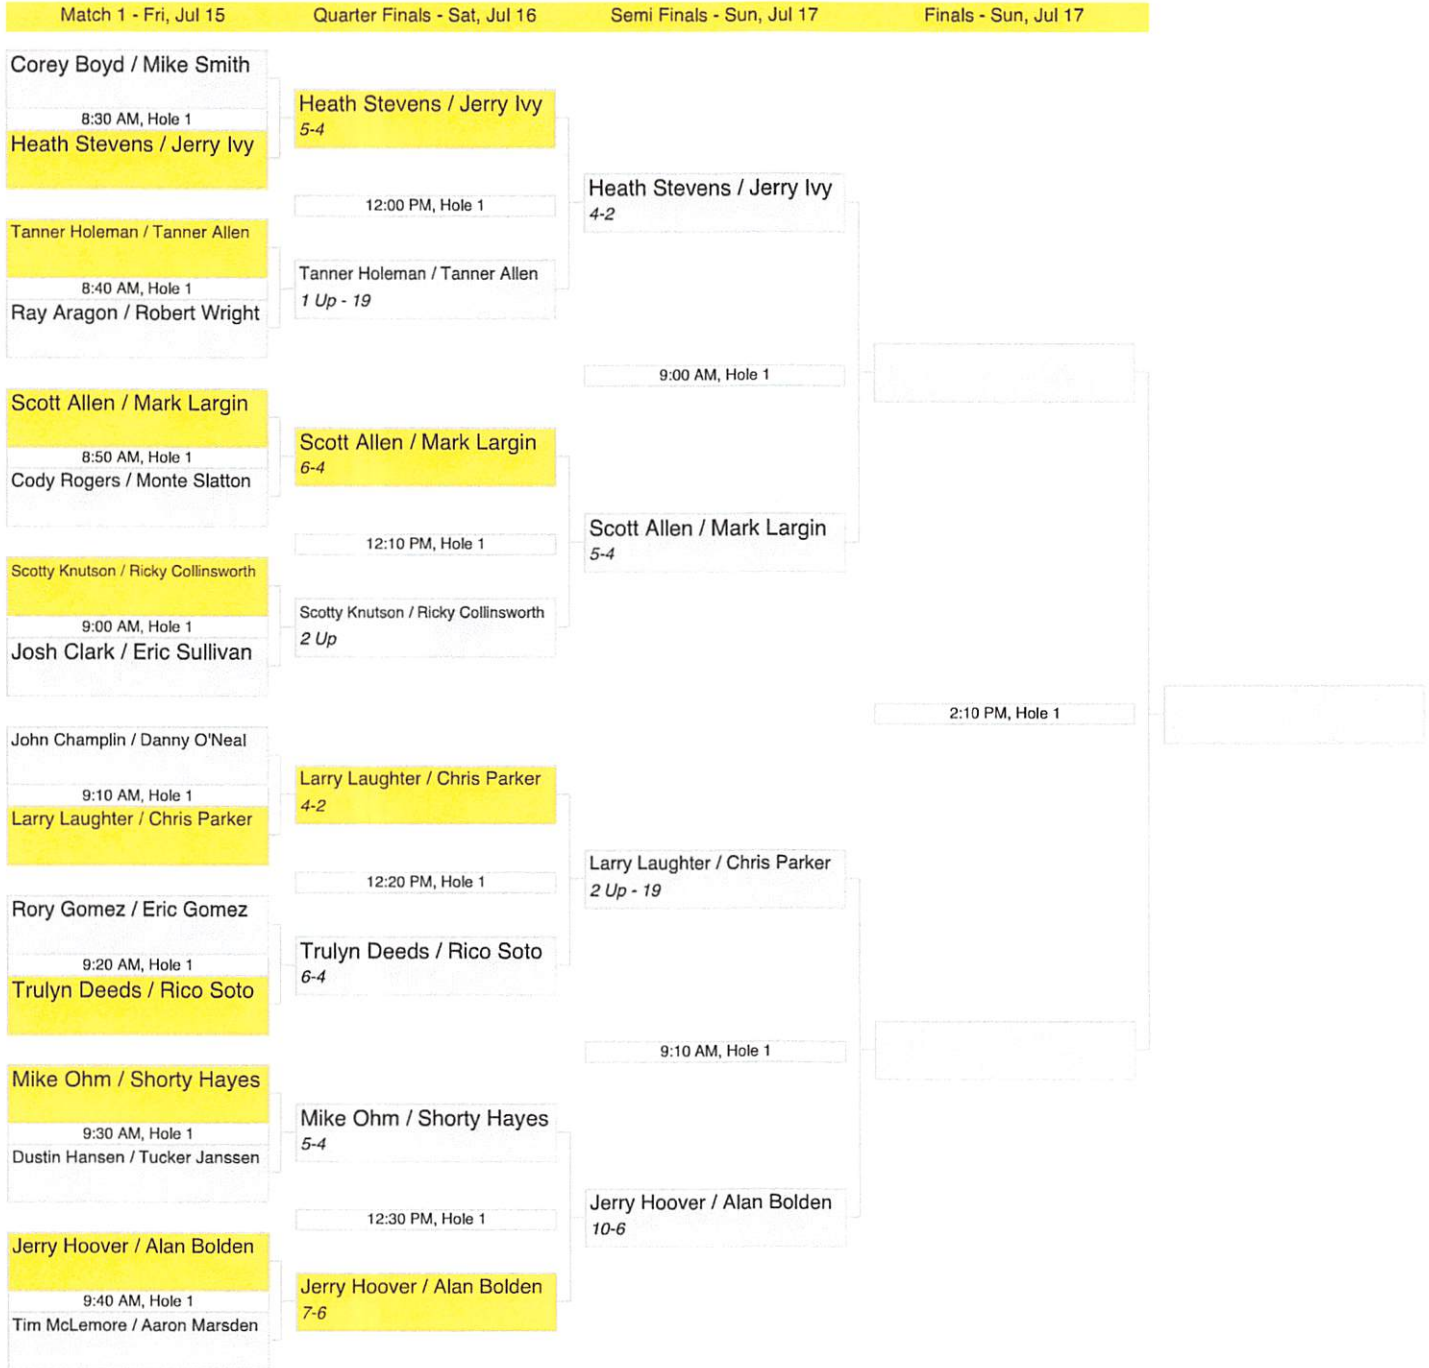 Match 1 - Fri, Jul 15
Quarter Finals - Sat, Jul 16
Semi Finals - Sun, Jul 17
Finals - Sun, Jul 17
Corey Boyd / Mike Smith
8:30 AM, Hole 1
Heath Stevens / Jerry Ivy
Tanner Holeman / Tanner Allen
8:40 AM, Hole 1
Ray Aragon / Robert Wright
Scott Allen / Mark Largin
8:50 AM, Hole 1
Cody Rogers / Monte Slatton
Scotty Knutson / Ricky Collinsworth
9:00 AM, Hole 1
Josh Clark / Eric Sullivan
John Champlin / Danny O'Neal
9:10 AM, Hole 1
Larry Laughter / Chris Parker
Rory Gomez / Eric Gomez
9:20 AM, Hole 1
Trulyn Deeds / Rico Soto
Mike Ohm / Shorty Hayes
9:30 AM, Hole 1
Dustin Hansen / Tucker Janssen
Jerry Hoover / Alan Bolden
9:40 AM, Hole 1
Tim McLemore / Aaron Marsden
Heath Stevens / Jerry Ivy
5-4
12:00 PM, Hole 1
Tanner Holeman / Tanner Allen
1 Up - 19
Scott Allen / Mark Largin
6-4
12:10 PM, Hole 1
Scotty Knutson / Ricky Collinsworth
2 Up
Larry Laughter / Chris Parker
4-2
12:20 PM, Hole 1
Trulyn Deeds / Rico Soto
6-4
Mike Ohm / Shorty Hayes
5-4
12:30 PM, Hole 1
Jerry Hoover / Alan Bolden
7-6
Heath Stevens / Jerry Ivy
4-2
9:00 AM, Hole 1
Scott Allen / Mark Largin
5-4
Larry Laughter / Chris Parker
2 Up - 19
9:10 AM, Hole 1
Jerry Hoover / Alan Bolden
10-6
2:10 PM, Hole 1